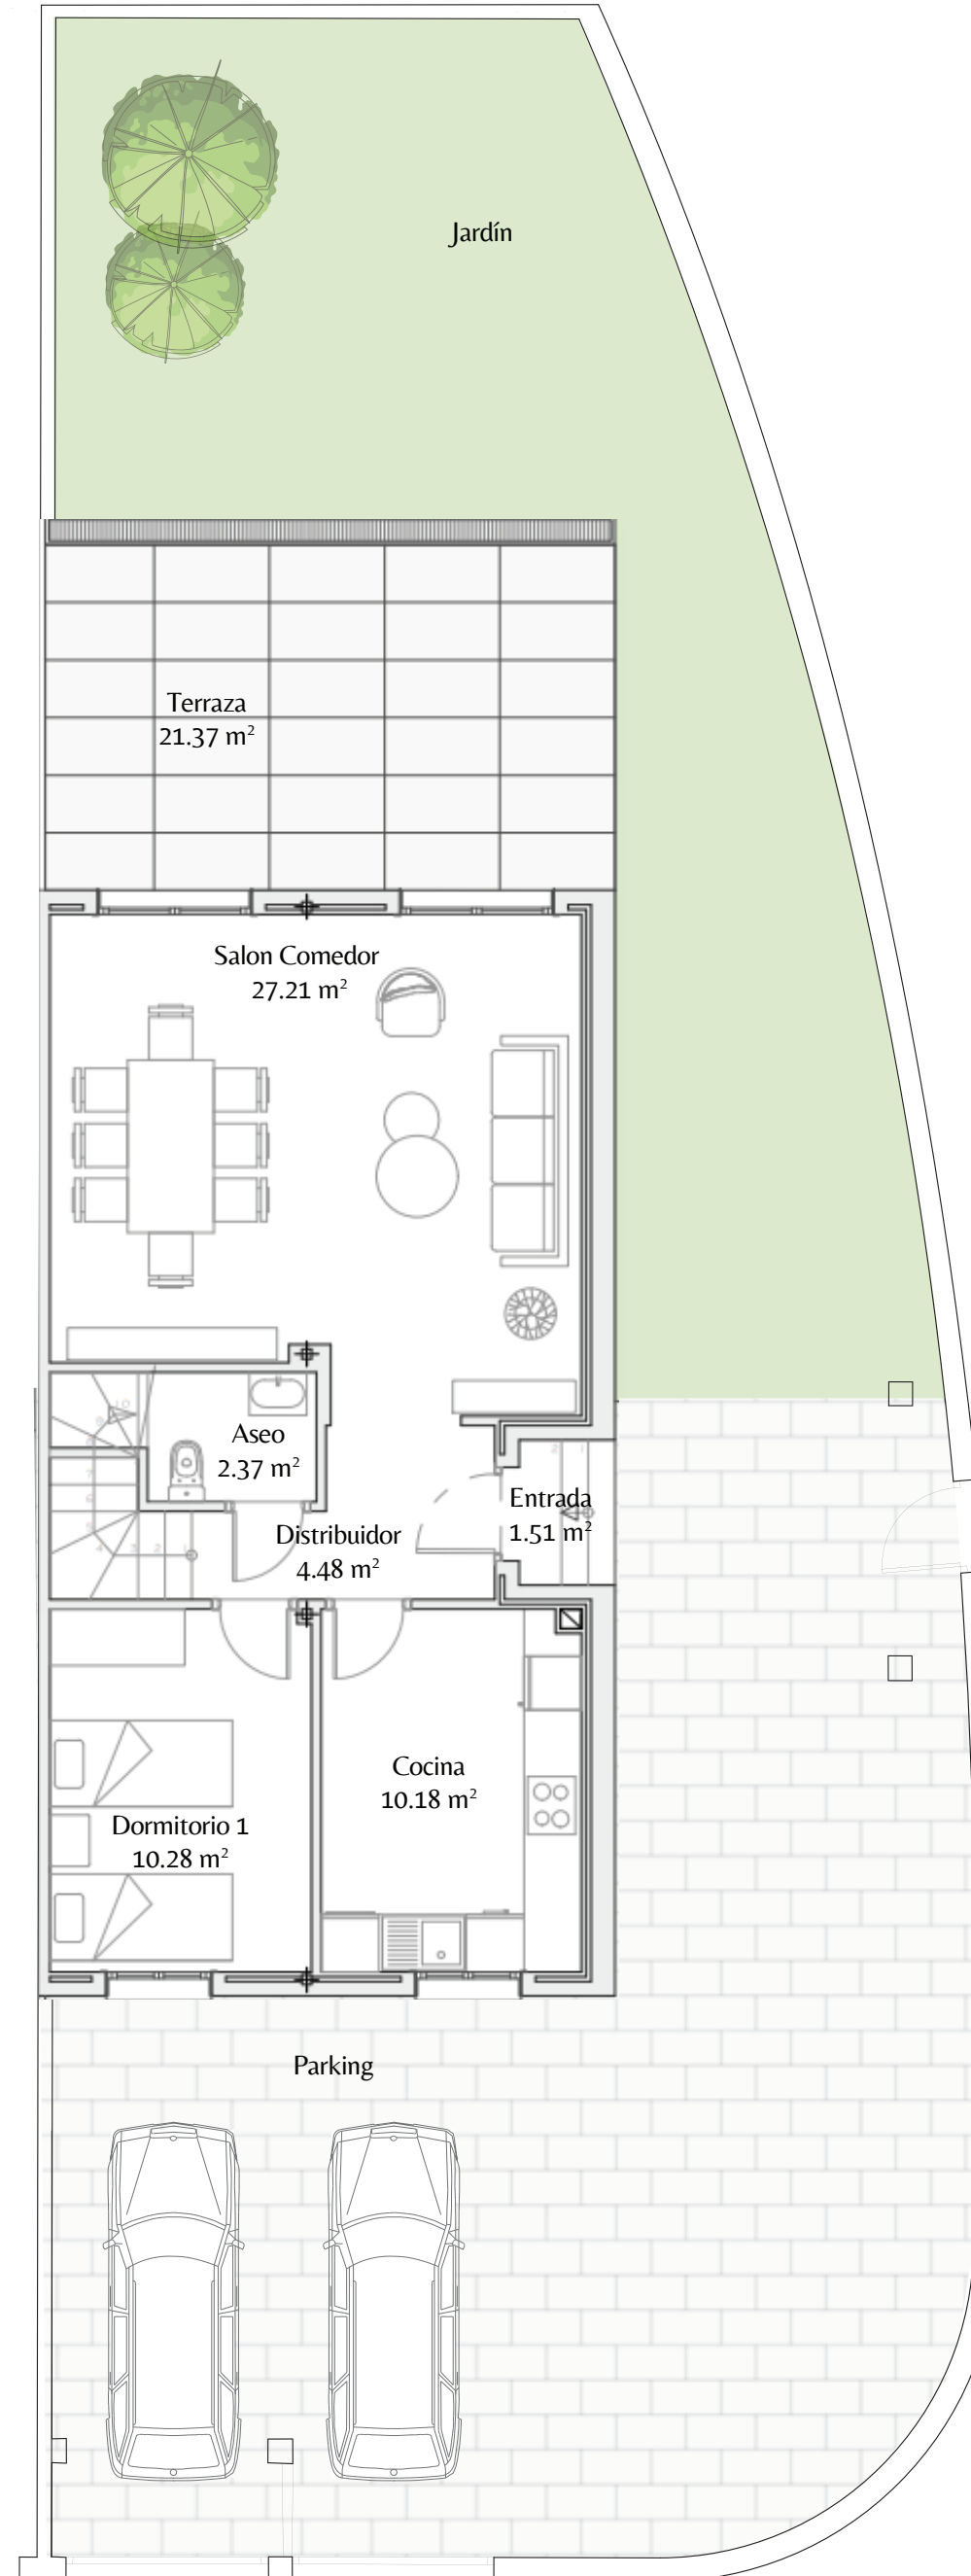 Jardín
Terraza
21.37 m²
Salon Comedor
27.21 m²
Aseo
2.37 m²
Entrada
1.51 m²
Distribuidor
4.48 m²
Cocina
10.18 m²
Dormitorio 1
10.28 m²
Parking